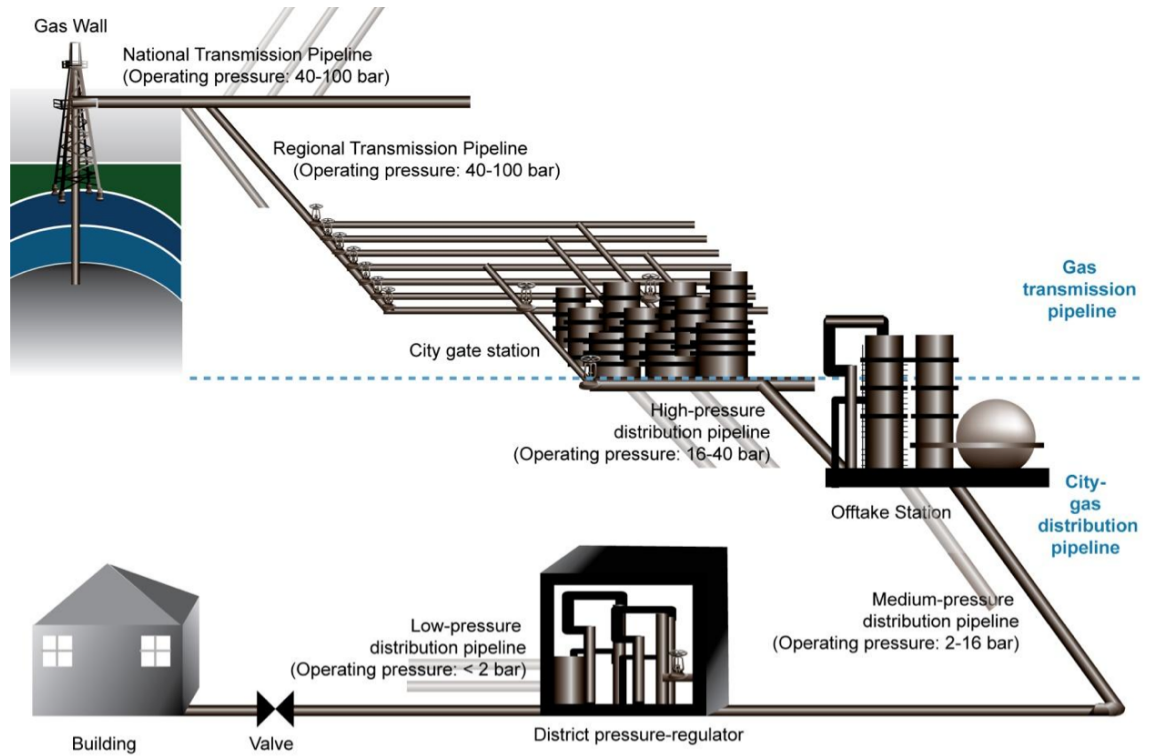 Gas Wall
National Transmission Pipeline
(Operating pressure: 40-100 bar)
Regional Transmission Pipeline
(Operating pressure: 40-100 bar)
Gas
transmission
pipeline
City gate station
High-pressure
distribution pipeline
(Operating pressure: 16-40 bar)
City-
gas
distribution
pipeline
Offtake Station
Medium-pressure
distribution pipeline
(Operating pressure: 2-16 bar)
Low-pressure
distribution pipeline
(Operating pressure: < 2 bar)
Building
Valve
District pressure-regulator